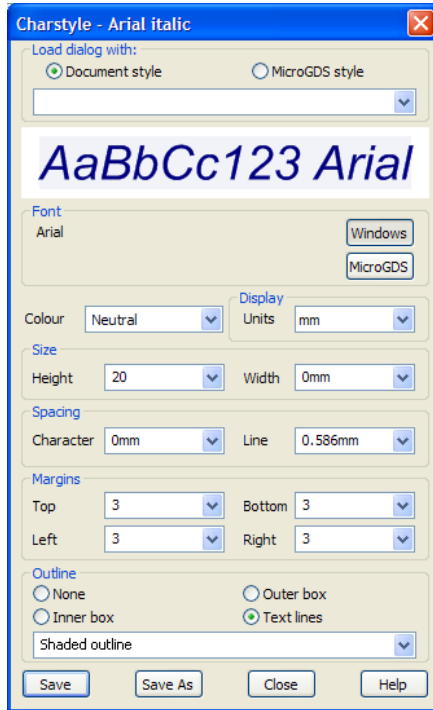 Charstyle - Arial italic
Load dialog with:
Document style MicroGDS style
AaBbCc123 Arial
Font
Arial Windows
MicroGDS
Display
Colour Neutral Units mm
Size
Height 20 Width 0mm
Spacing
Character 0mm Line 0.586mm
Margins
Top 3 Bottom 3
Left 3 Right 3
Outline
None Outer box
Inner box Text lines
Shaded outline
Save Save As Close Help